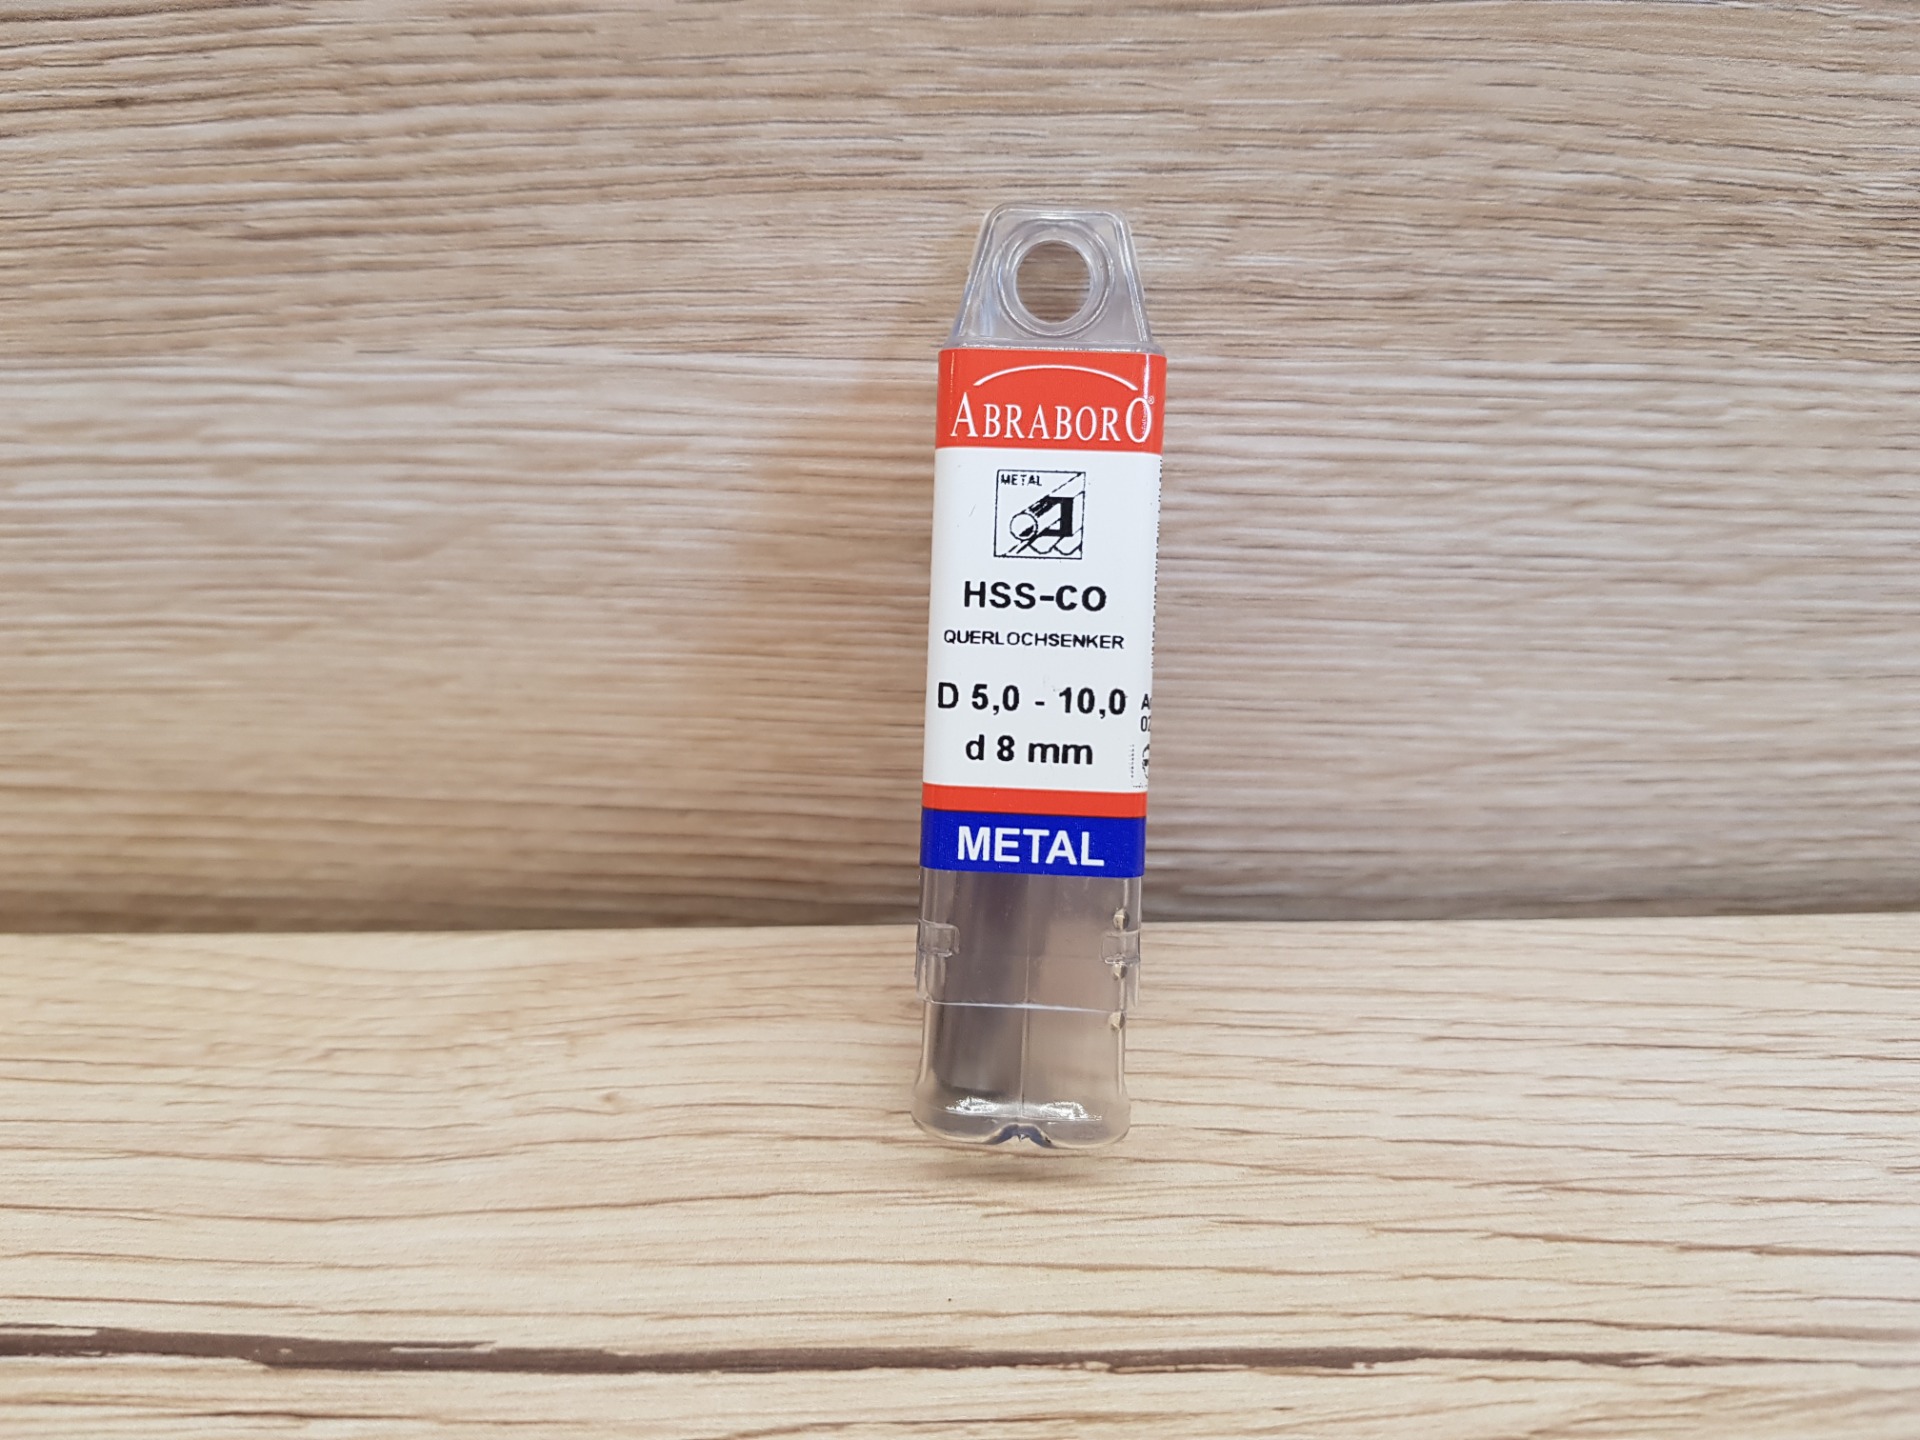 ABRABORO®
METAL
HSS-CO
QUERLOCHSENKER
D 5,0 - 10,0
d 8 mm
METAL